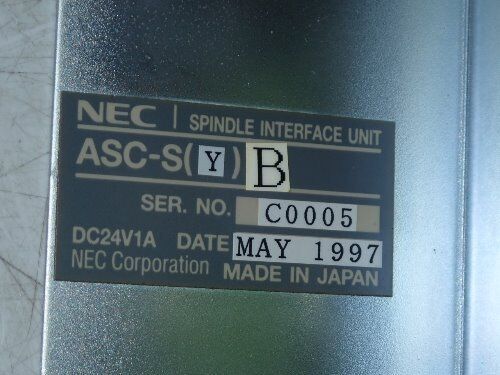 NEC | SPINDLE INTERFACE UNIT
ASC-S(Y) B
SER. NO. C0005
DC24V1A DATE MAY 1997
NEC Corporation MADE IN JAPAN